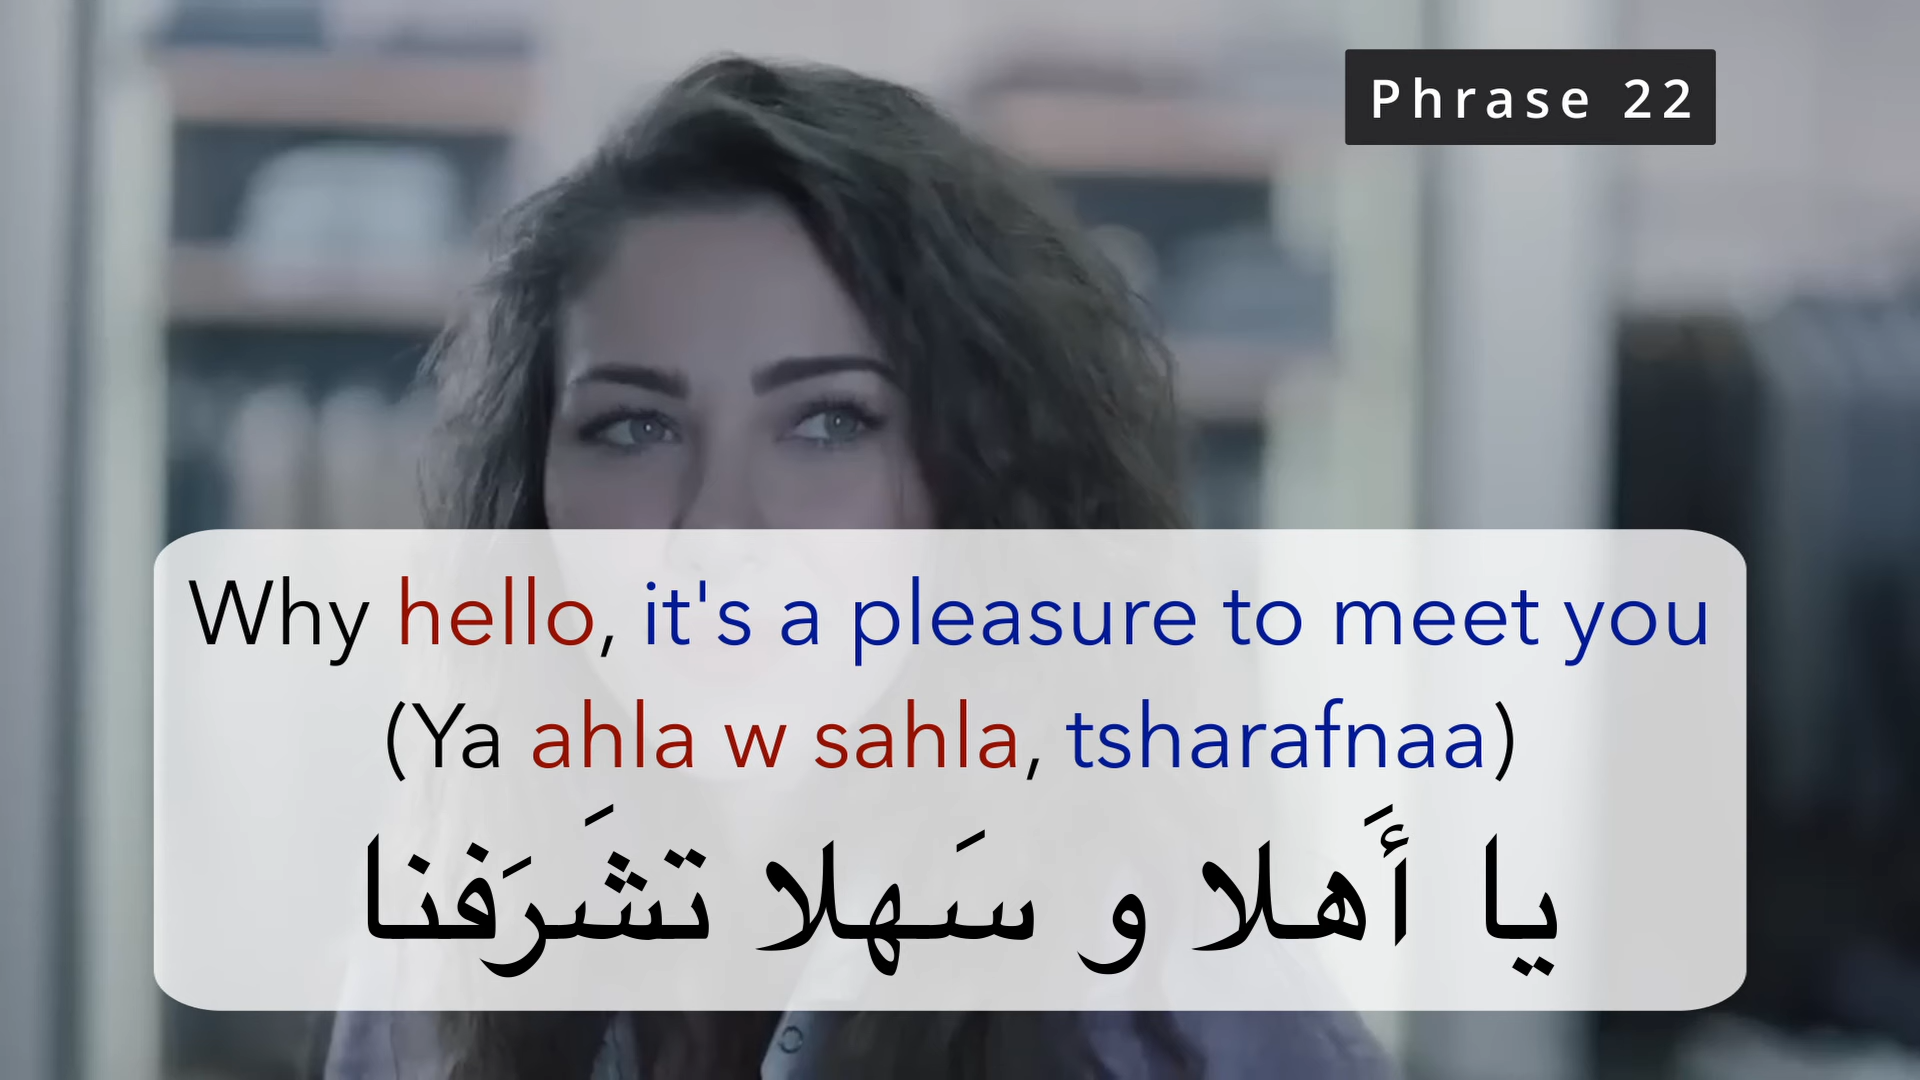 Phrase 22
Why hello, it's a pleasure to meet you
(Ya ahla w sahla, tsharafnaa)
يا أَهلا و سَهلا تشَرَفنا